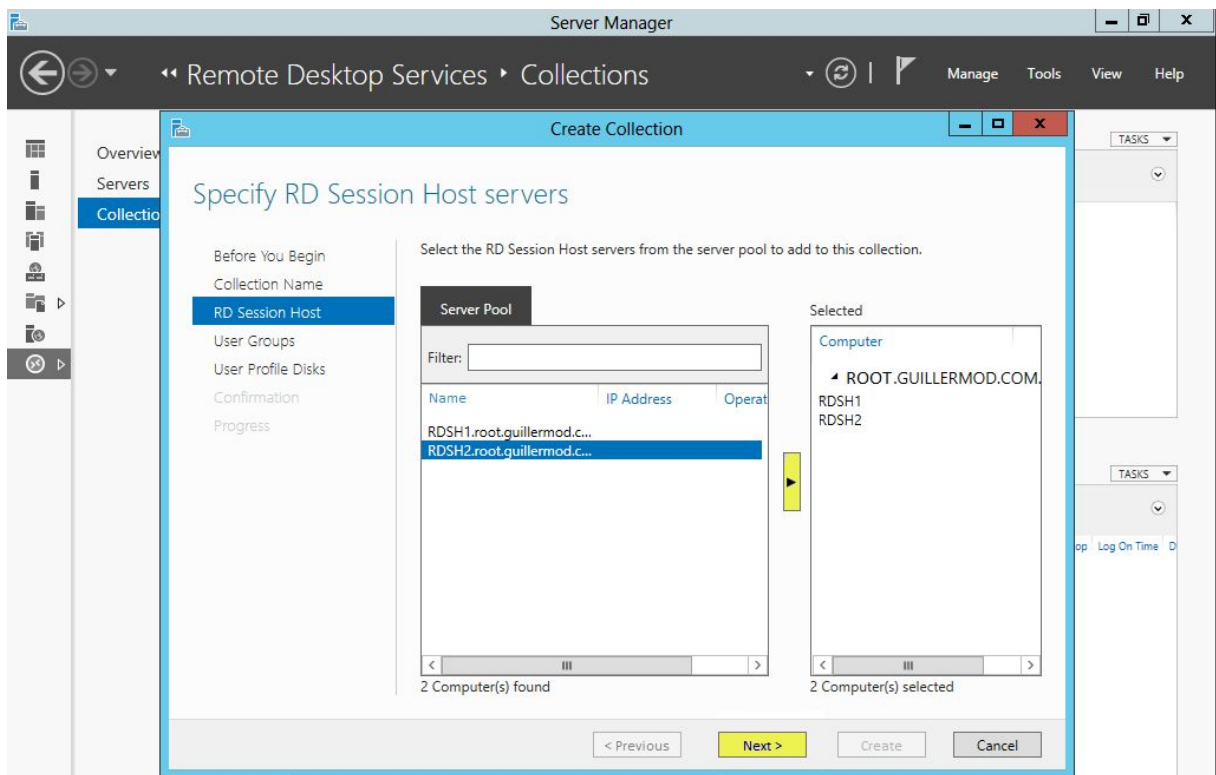 Server Manager
Remote Desktop Services
Collections
Manage Tools View Help
Create Collection
TASKS
Overview
Servers
Collectio
Specify RD Session Host servers
Before You Begin
Collection Name
RD Session Host
User Groups
User Profile Disks
Confirmation
Progress
Select the RD Session Host servers from the server pool to add to this collection.
Server Pool
Filter:
Name IP Address Operat
RDSH1.root.guillermod.c...
RDSH2.root.guillermod.c...
2 Computer(s) found
Selected
Computer
ROOT.GUILLERMOD.COM.
RDSH1
RDSH2
2 Computer(s) selected
TASKS
op Log On Time D
< Previous Next > Create Cancel